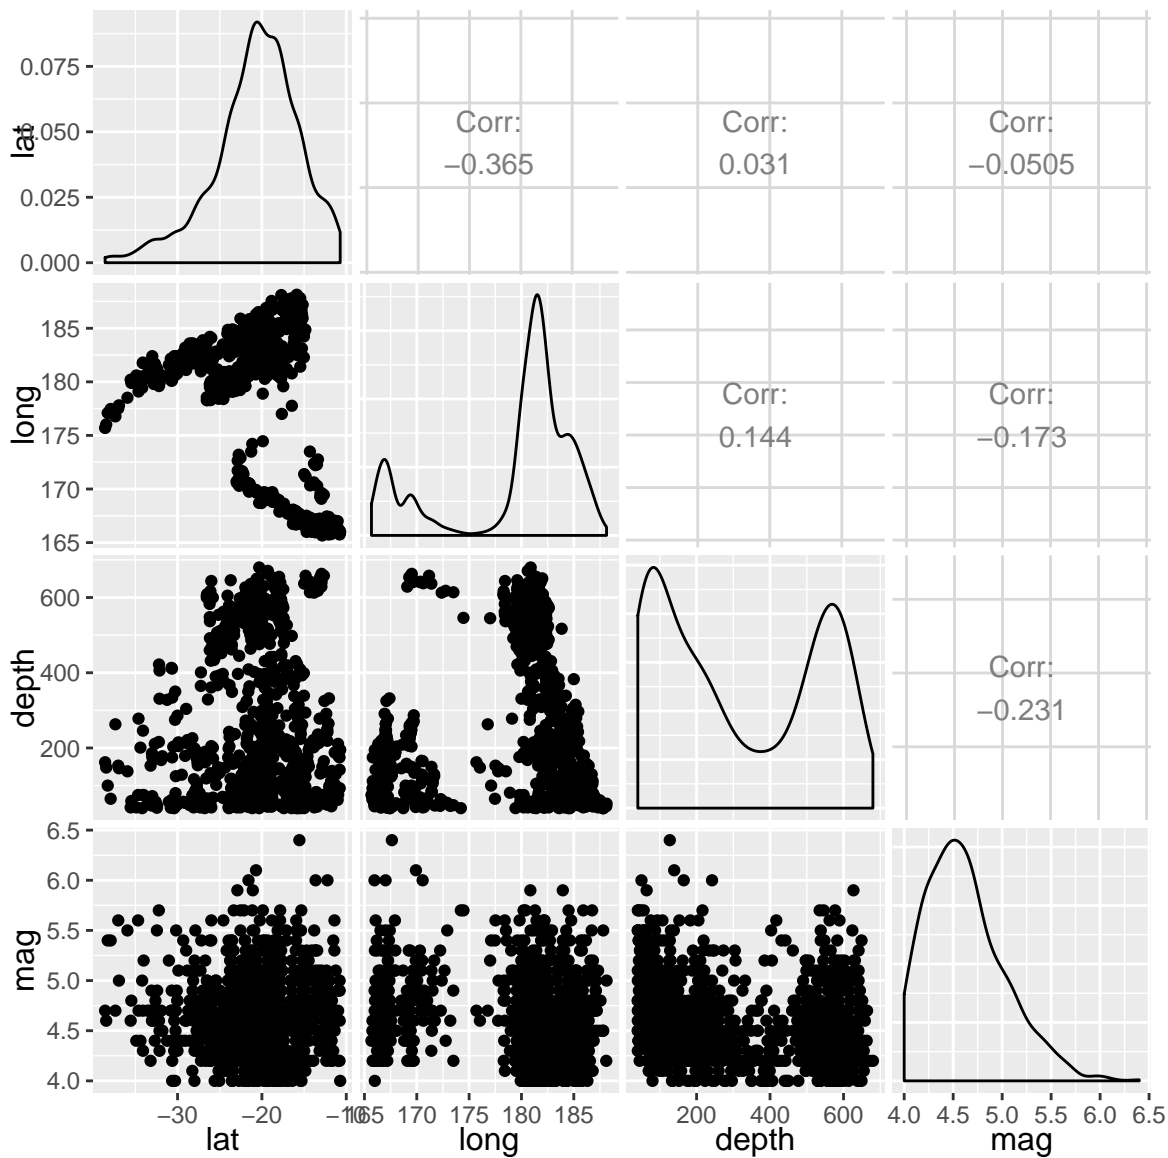 lat
0.075
0.050
0.025
0.000
Corr:
−0.365
Corr:
0.031
Corr:
−0.0505
long
185
180
175
170
165
Corr:
0.144
Corr:
−0.173
depth
600
400
200
Corr:
−0.231
mag
6.5
6.0
5.5
5.0
4.5
4.0
−30 −20 −10 165 170 175 180 185 200 400 600 4.0 4.5 5.0 5.5 6.0 6.5
lat long depth mag